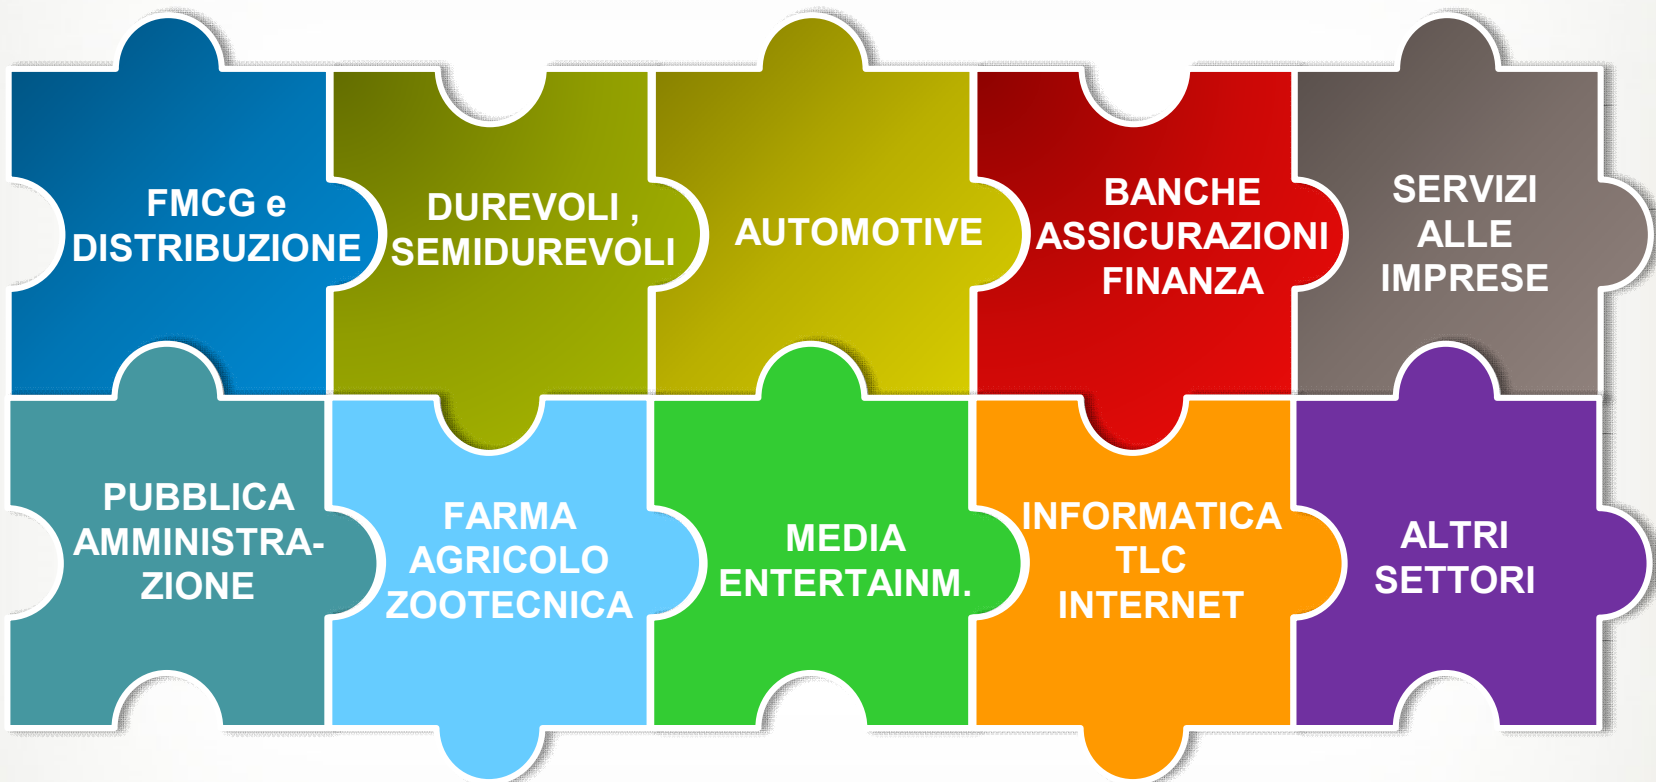 FMCG e
DISTRIBUZIONE
DUREVOLI ,
SEMIDUREVOLI
AUTOMOTIVE
BANCHE
ASSICURAZIONI
FINANZA
SERVIZI
ALLE
IMPRESE
PUBBLICA
AMMINISTRA-
ZIONE
FARMA
AGRICOLO
ZOOTECNICA
MEDIA
ENTERTAINM.
INFORMATICA
TLC
INTERNET
ALTRI
SETTORI